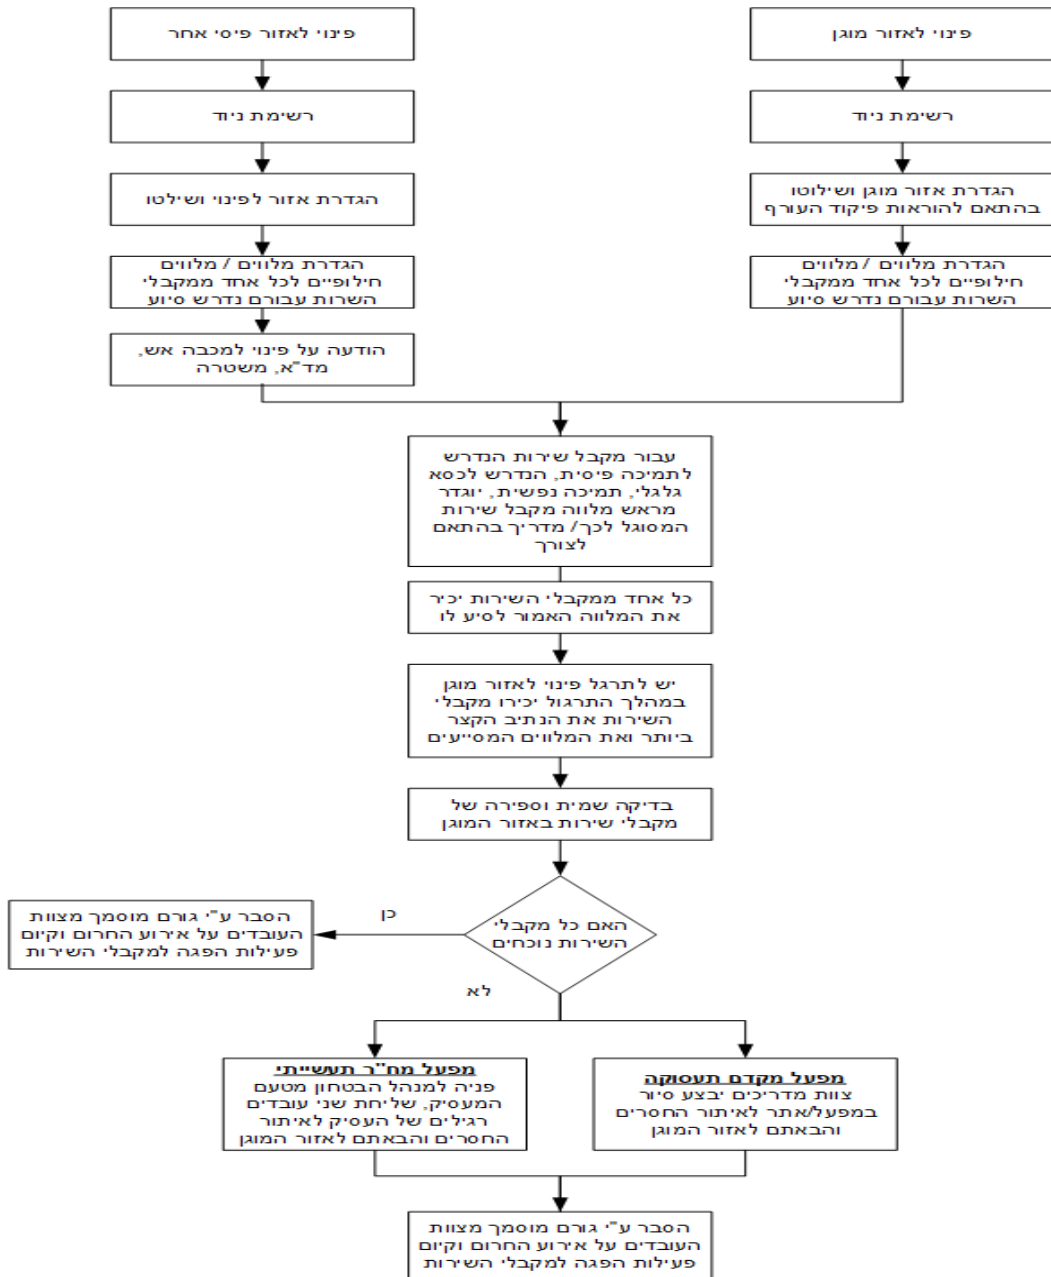 פינוי לאזור מוגן
רשימת ניוד
הגדרת אזור מוגן ושילוטו
בהתאם להוראות פיקוד העורף
הגדרת מלווים / מלווים
חילופיים לכל אחד ממקבלי
השרות עבורם נדרש סיוע
פינוי לאזור פיסי אחר
רשימת ניוד
הגדרת אזור לפינוי ושילטו
הגדרת מלווים / מלווים
חילופיים לכל אחד ממקבלי
השרות עבורם נדרש סיוע
הודעה על פינוי למכבה אש,
מד"א, משטרה
עבור מקבל שירות הנדרש
לתמיכה פיסית, הנדרש לכסא
גלגלי, תמיכה נפשית, יוגדר
מראש מלווה מקבל שירות
המסוגל לכך/ מדריך בהתאם
לצורך
כל אחד ממקבלי השירות יכיר
את המלווה האמור לסיע לו
יש לתרגל פינוי לאזור מוגן
במהלך התרגול יכירו מקבלי
השירות את הנתיב הקצר
ביותר ואת המלווים המסייעים
בדיקה שמית וספירה של
מקבלי שירות באזור המוגן
האם כל מקבלי
השירות נוכחים
כן
הסבר ע"י גורם מוסמך מצוות
העובדים על אירוע החרום וקיום
פעילות הפגה למקבלי השירות
לא
מפעל מקדם תעסוקה
צוות מדריכים יבצע סיור
במפעל/אתר לאיתור החסרים
והבאתם לאזור המוגן
מפעל מח"ר תעשייתי
פניה למנהל הבטחון מטעם
המעסיק, שליחת שני עובדים
רגילים של העסיק לאיתור
החסרים והבאתם לאזור המוגן
הסבר ע"י גורם מוסמך מצוות
העובדים על אירוע החרום וקיום
פעילות הפגה למקבלי השירות